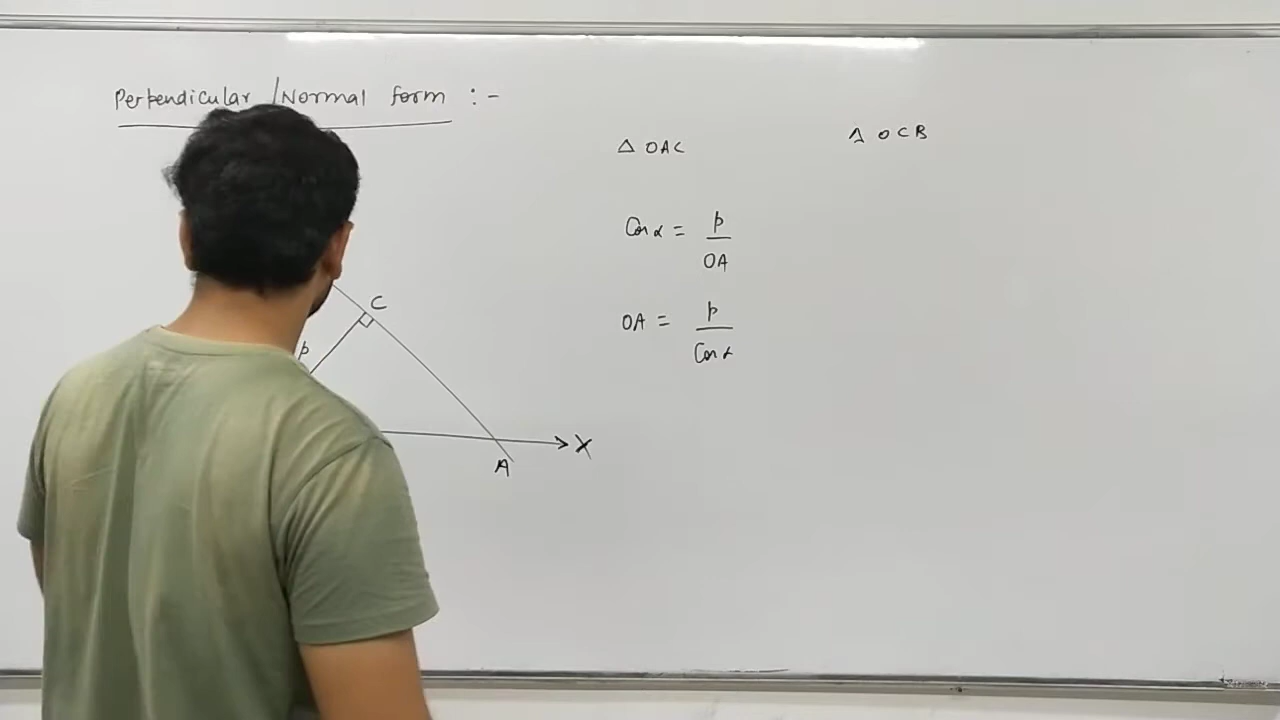 Perpendicular /Normal form :-
Δ OAC
Δ OCB
Cos α = p / OA
OA = p / Cos α
C
p
X
A